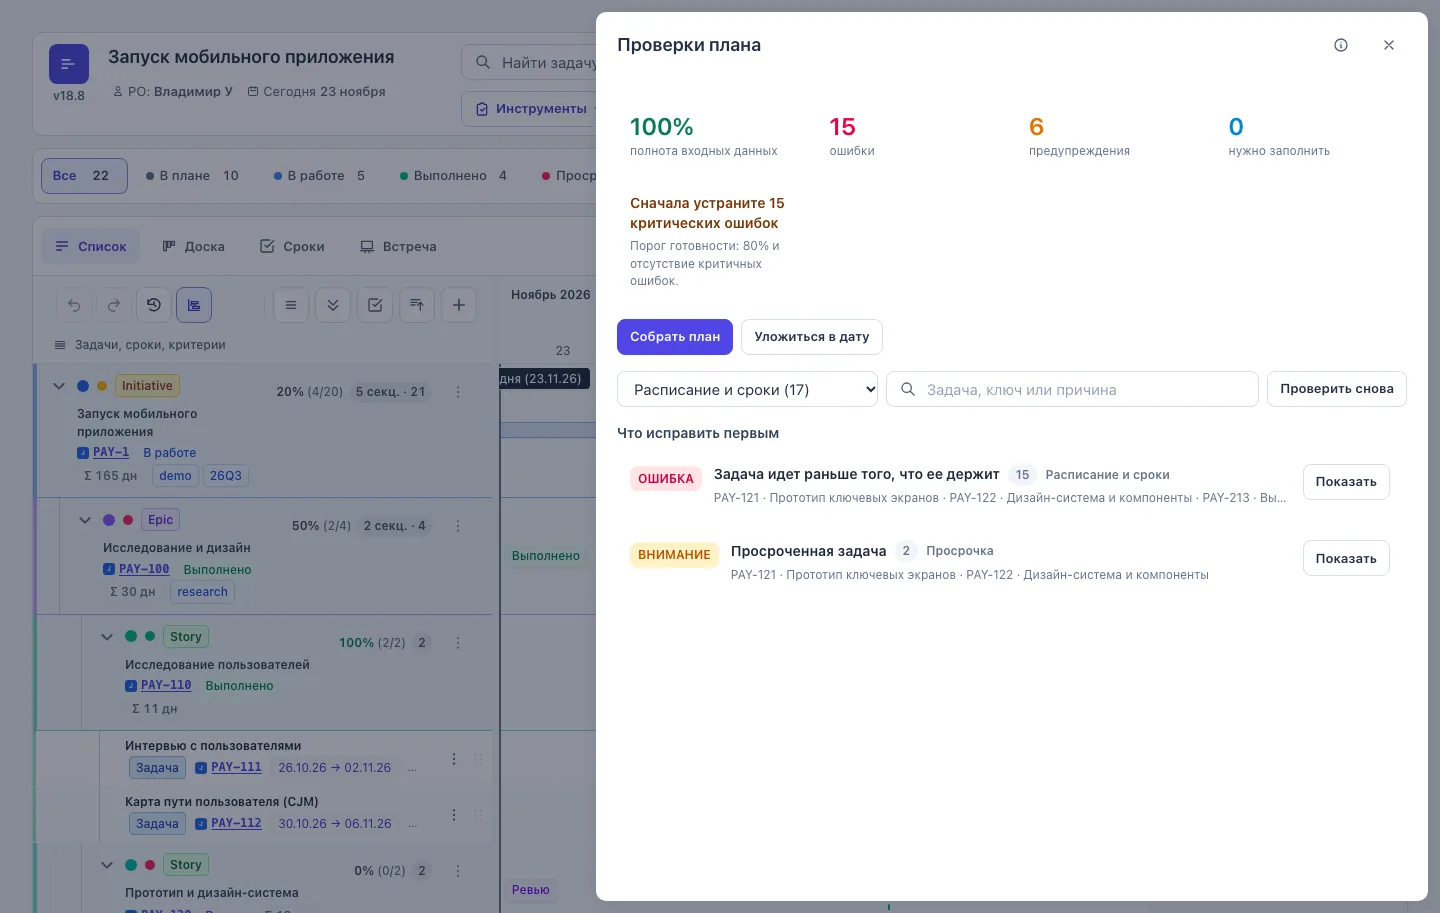 Запуск мобильного приложения
v18.8
PO: Владимир У
Сегодня 23 ноября
Найти задачу
Инструменты
Все 22
В плане 10
В работе 5
Выполнено 4
Список
Доска
Сроки
Встреча
Ноябрь 2026
Задачи, сроки, критерии
23
дня (23.11.26)
Initiative
20% (4/20) 5 секц. · 21
Запуск мобильного
приложения
PAY-1 В работе
Σ 165 дн demo 26Q3
Epic
50% (2/4) 2 секц. · 4
Исследование и дизайн
PAY-100 Выполнено
Σ 30 дн research
Выполнено
Story
100% (2/2) 2
Исследование пользователей
PAY-110 Выполнено
Σ 11 дн
Интервью с пользователями
Задача PAY-111 26.10.26 → 02.11.26 ...
Карта пути пользователя (CJM)
Задача PAY-112 30.10.26 → 06.11.26 ...
Story
0% (0/2) 2
Прототип и дизайн-система
Ревью
Проверки плана
100%
полнота входных данных
15
ошибки
6
предупреждения
0
нужно заполнить
Сначала устраните 15
критических ошибок
Порог готовности: 80% и
отсутствие критичных
ошибок.
Собрать план
Уложиться в дату
Расписание и сроки (17)
Задача, ключ или причина
Проверить снова
Что исправить первым
ОШИБКА
Задача идет раньше того, что ее держит 15 Расписание и сроки
PAY-121 · Прототип ключевых экранов · PAY-122 · Дизайн-система и компоненты · PAY-213 · Вы...
Показать
ВНИМАНИЕ
Просроченная задача 2 Просрочка
PAY-121 · Прототип ключевых экранов · PAY-122 · Дизайн-система и компоненты
Показать